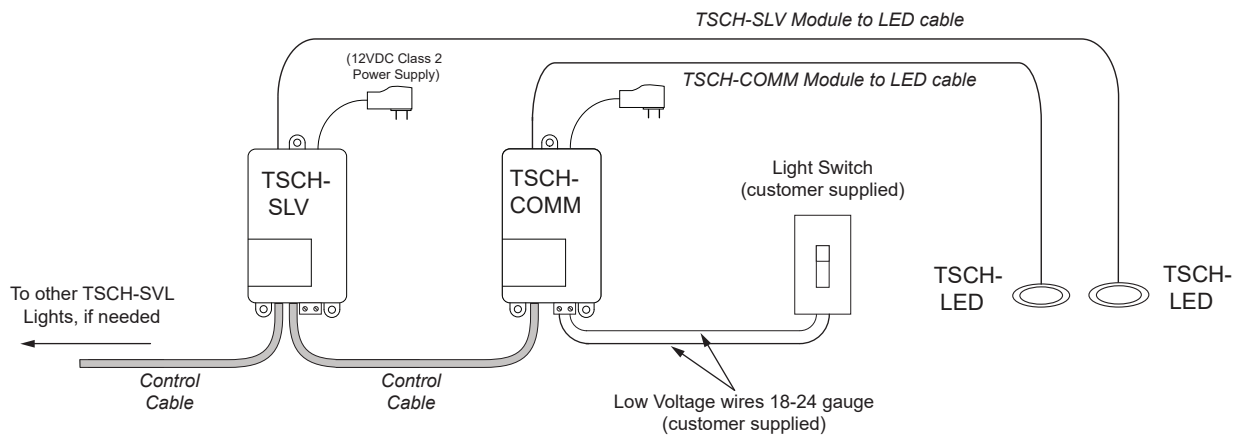 TSCH-SLV Module to LED cable
(12VDC Class 2
Power Supply)
TSCH-COMM Module to LED cable
TSCH-
SLV
TSCH-
COMM
Light Switch
(customer supplied)
TSCH-
LED
TSCH-
LED
To other TSCH-SVL
Lights, if needed
Control
Cable
Control
Cable
Low Voltage wires 18-24 gauge
(customer supplied)